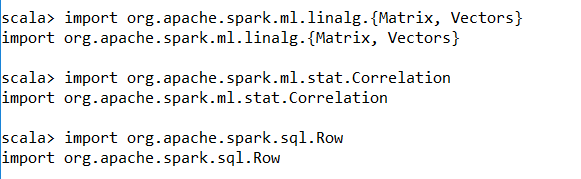 scala> import org.apache.spark.ml.linalg.{Matrix, Vectors}
import org.apache.spark.ml.linalg.{Matrix, Vectors}
scala> import org.apache.spark.ml.stat.Correlation
import org.apache.spark.ml.stat.Correlation
scala> import org.apache.spark.sql.Row
import org.apache.spark.sql.Row